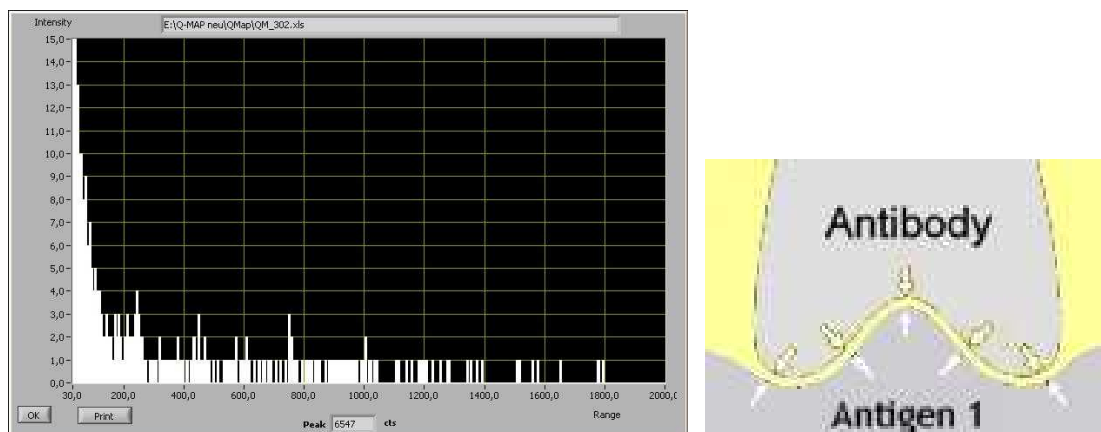 Intensity
E:\Q-MAP neu\QMap\QM_302.xls
15,0
14,0
13,0
12,0
11,0
10,0
9,0
8,0
7,0
6,0
5,0
4,0
3,0
2,0
1,0
0,0
30,0 200,0 400,0 600,0 800,0 1000,0 1200,0 1400,0 1600,0 1800,0 2000,0
OK Print Range
Peak 6547 cts
Antibody
Antigen 1